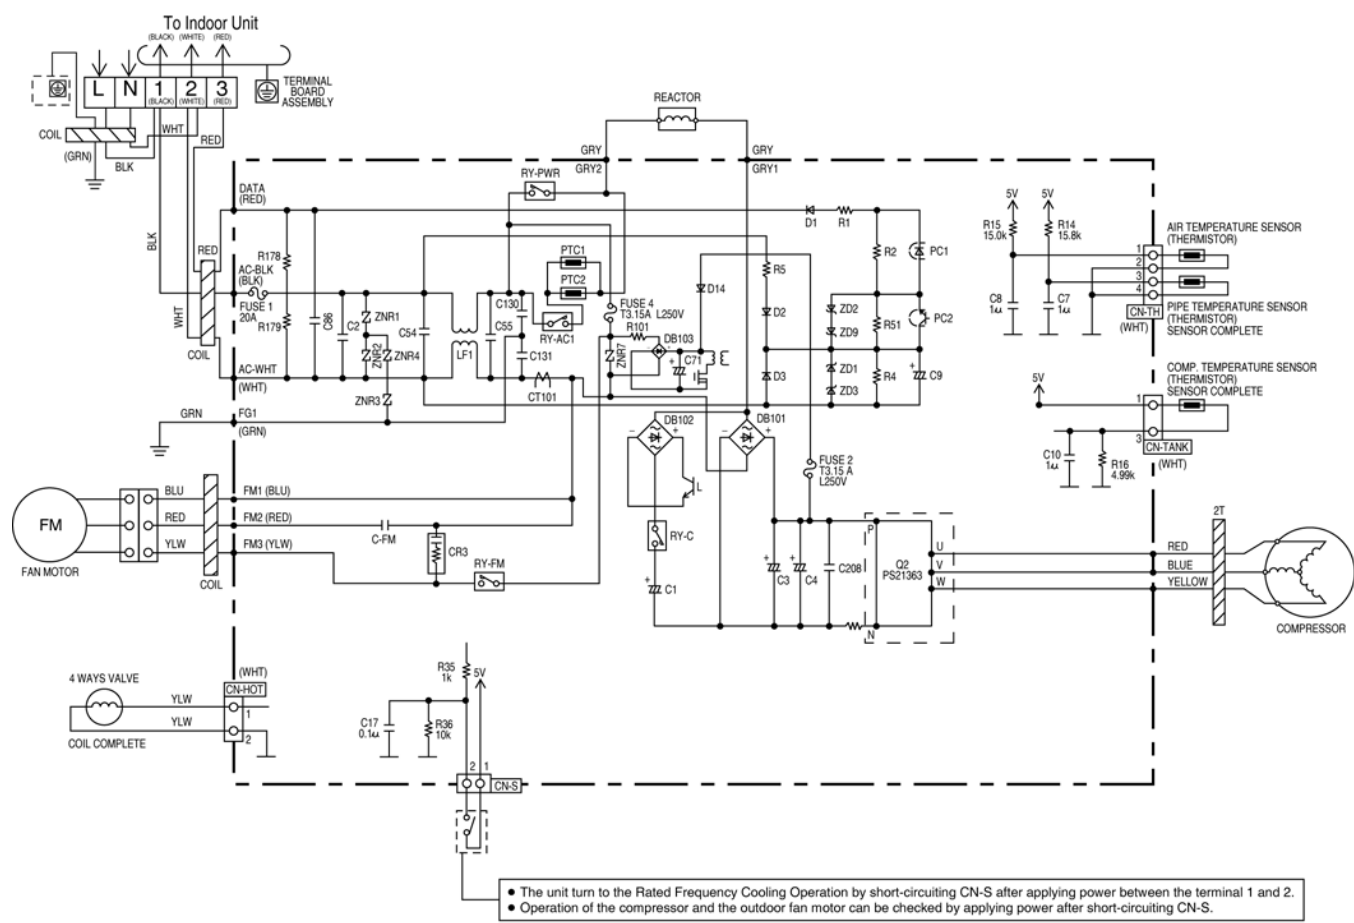 To Indoor Unit
(BLACK) (WHITE) (RED)
L N 1 2 3
(BLACK) (WHITE) (RED)
TERMINAL
BOARD
ASSEMBLY
COIL
WHT
RED
(GRN)
BLK
REACTOR
GRY
GRY
GRY2
GRY1
RY-PWR
DATA
(RED)
D1
R1
BLK
RED
R178
AC-BLK
(BLK)
FUSE 1
20A
R179
WHT
COIL
C86
C2
ZNR1
ZNR2
ZNR4
ZNR3
C54
LF1
C55
C130
C131
PTC1
PTC2
RY-AC1
CT101
FUSE 4
T3.15A L250V
R101
DB103
ZNR7
C71
D14
R5
D2
D3
R2
PC1
ZD2
ZD9
R51
PC2
ZD1
ZD3
R4
C9
AC-WHT
(WHT)
GRN
FG1
(GRN)
DB102
DB101
− +
− +
L
RY-C
C1
FUSE 2
T3.15 A
L250V
C3
C4
C208
P
N
Q2
PS21363
U
V
W
5V
5V
R15
15.0k
R14
15.8k
C8
1u
C7
1u
1
2
3
4
CN-TH
(WHT)
AIR TEMPERATURE SENSOR
(THERMISTOR)
PIPE TEMPERATURE SENSOR
(THERMISTOR)
SENSOR COMPLETE
5V
COMP. TEMPERATURE SENSOR
(THERMISTOR)
SENSOR COMPLETE
1
3
CN-TANK
(WHT)
C10
1u
R16
4.99k
FM
FAN MOTOR
BLU
RED
YLW
COIL
FM1 (BLU)
FM2 (RED)
FM3 (YLW)
C-FM
CR3
RY-FM
RED
BLUE
YELLOW
2T
COMPRESSOR
4 WAYS VALVE
YLW
YLW
COIL COMPLETE
(WHT)
CN-HOT
1
2
R35
1k
5V
C17
0.1u
R36
10k
2 1
CN-S
● The unit turn to the Rated Frequency Cooling Operation by short-circuiting CN-S after applying power between the terminal 1 and 2.
● Operation of the compressor and the outdoor fan motor can be checked by applying power after short-circuiting CN-S.